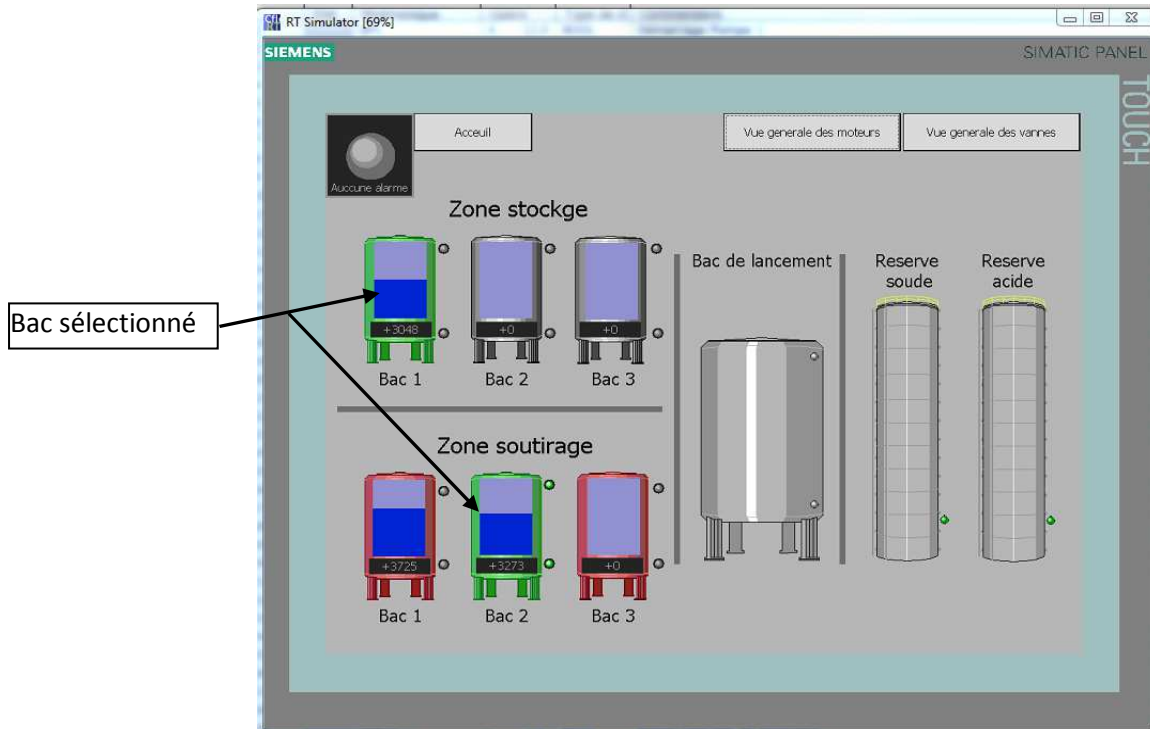 RT Simulator [69%]
SIEMENS
SIMATIC PANEL
TOUCH
Acceuil
Vue generale des moteurs
Vue generale des vannes
Auccune alarme
Zone stockge
Bac de lancement
Reserve
soude
Reserve
acide
Bac sélectionné
+3048
+0
+0
Bac 1
Bac 2
Bac 3
Zone soutirage
+3725
+3273
+0
Bac 1
Bac 2
Bac 3